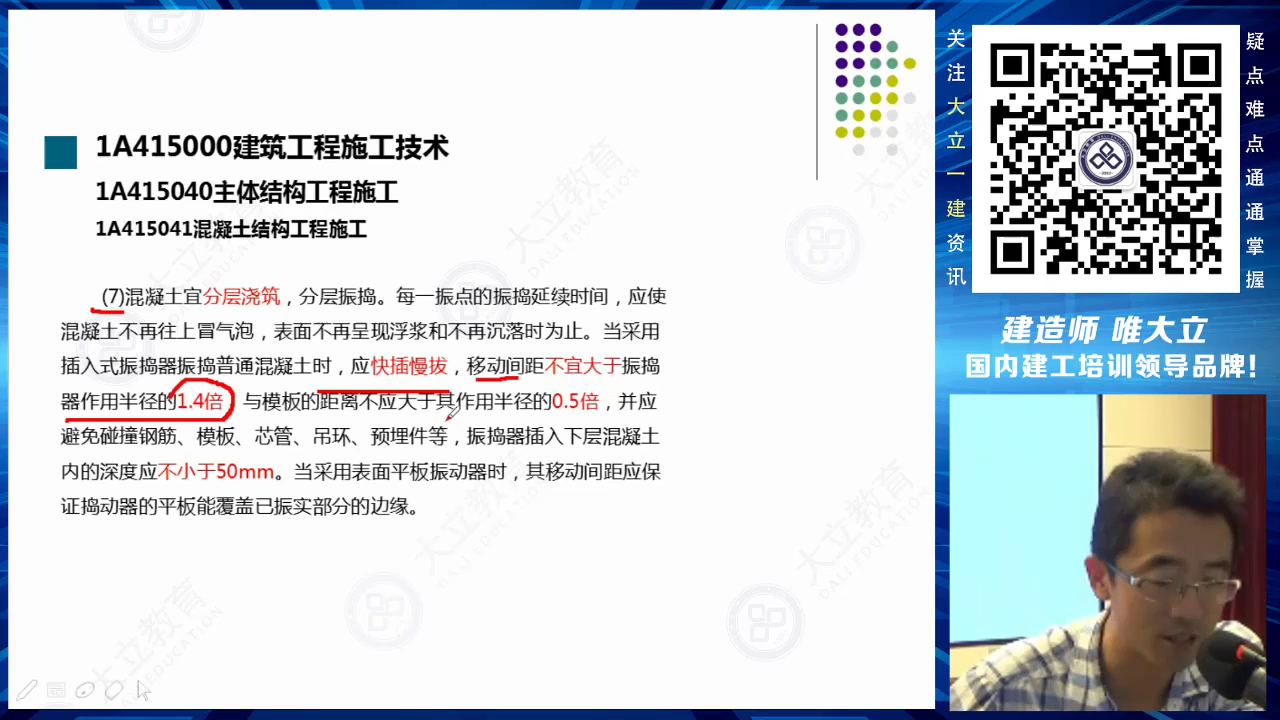 1A415000建筑工程施工技术
1A415040主体结构工程施工
1A415041混凝土结构工程施工
(7)混凝土宜分层浇筑，分层振捣。每一振点的振捣延续时间，应使
混凝土不再往上冒气泡，表面不再呈现浮浆和不再沉落时为止。当采用
插入式振捣器振捣普通混凝土时，应快插慢拔，移动间距不宜大于振捣
器作用半径的1.4倍，与模板的距离不应大于其作用半径的0.5倍，并应
避免碰撞钢筋、模板、芯管、吊环、预埋件等，振捣器插入下层混凝土
内的深度应不小于50mm。当采用表面平板振动器时，其移动间距应保
证捣动器的平板能覆盖已振实部分的边缘。
关注大立一建资讯
疑点难点通通掌握
建造师 唯大立
国内建工培训领导品牌！
大立教育
DALI EDUCATION